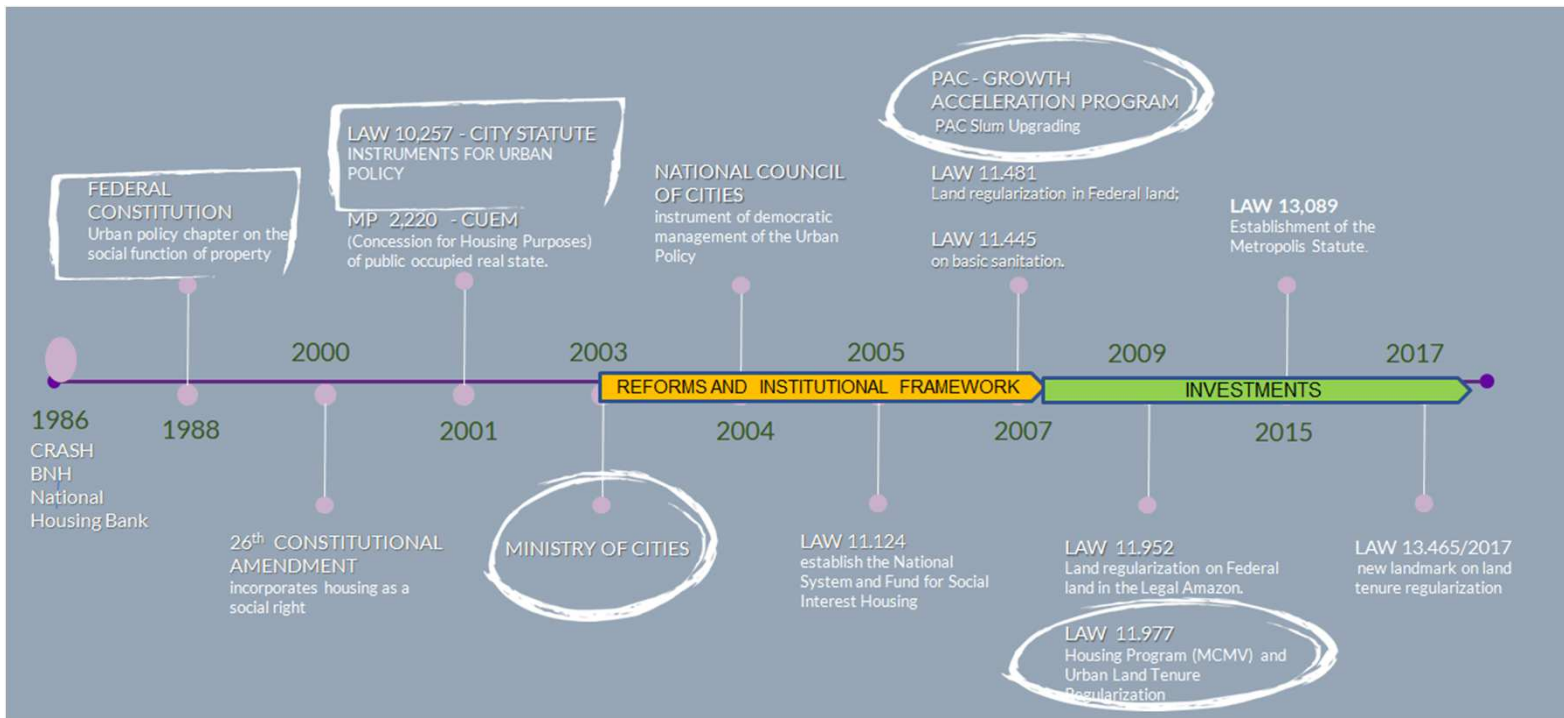 FEDERAL
CONSTITUTION
Urban policy chapter on the
social function of property
LAW 10,257 - CITY STATUTE
INSTRUMENTS FOR URBAN
POLICY
MP 2,220 - CUEM
(Concession for Housing Purposes)
of public occupied real state.
NATIONAL COUNCIL
OF CITIES
instrument of democratic
management of the Urban
Policy
PAC - GROWTH
ACCELERATION PROGRAM
PAC Slum Upgrading
LAW 11.481
Land regularization in Federal land;
LAW 11.445
on basic sanitation.
LAW 13,089
Establishment of the
Metropolis Statute.
2000
2003
2005
2009
2017
REFORMS AND INSTITUTIONAL FRAMEWORK
INVESTMENTS
1986
1988
2001
2004
2007
2015
CRASH
BNH
National
Housing Bank
26th CONSTITUTIONAL
AMENDMENT
incorporates housing as a
social right
MINISTRY OF CITIES
LAW 11.124
establish the National
System and Fund for Social
Interest Housing
LAW 11.952
Land regularization on Federal
land in the Legal Amazon.
LAW 11.977
Housing Program (MCMV) and
Urban Land Tenure
Regularization
LAW 13.465/2017
new landmark on land
tenure regularization